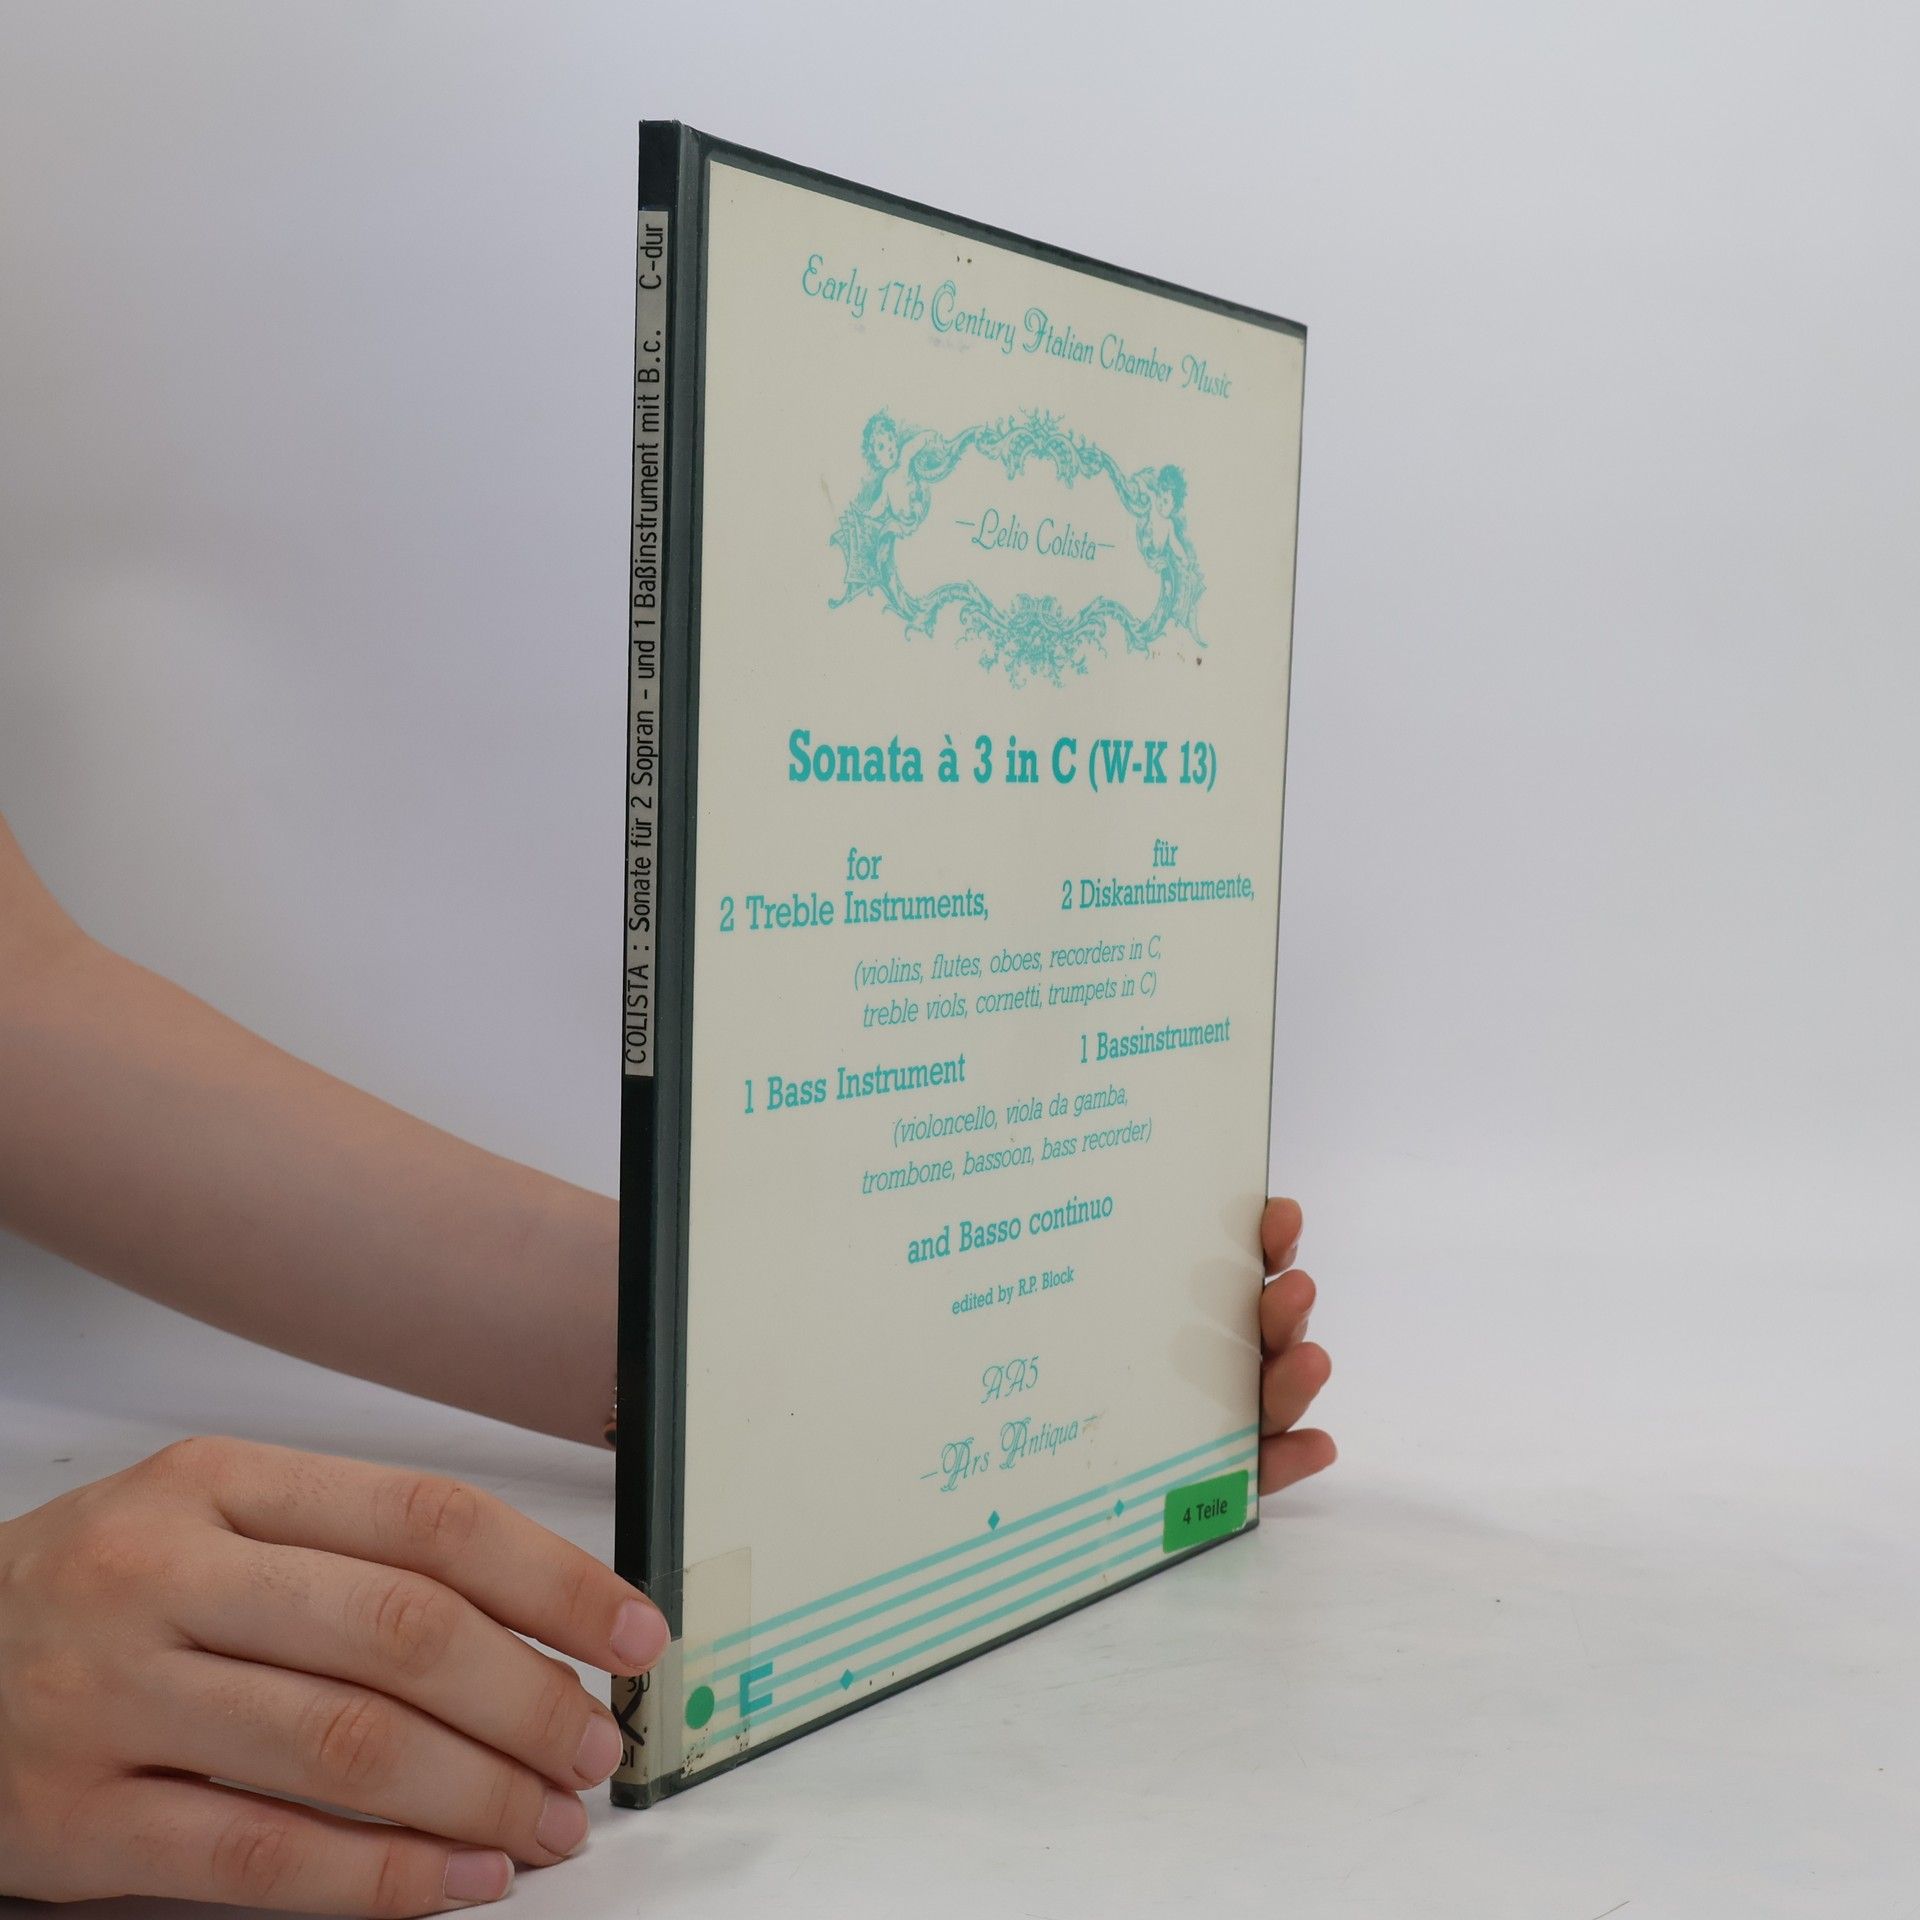 COLISTA : Sonate für 2 Sopran - und 1 Baßinstrument mit B.c. C-dur
30
Early 17th Century Italian Chamber Music
-Lelio Colista-
Sonata à 3 in C (W-K 13)
for
2 Treble Instruments,
für
2 Diskantinstrumente,
(violins, flutes, oboes, recorders in C,
treble viols, cornetti, trumpets in C)
1 Bass Instrument
1 Bassinstrument
(violoncello, viola da gamba,
trombone, bassoon, bass recorder)
and Basso continuo
edited by R.P. Block
AA5
-Ars Antiqua-
4 Teile
E